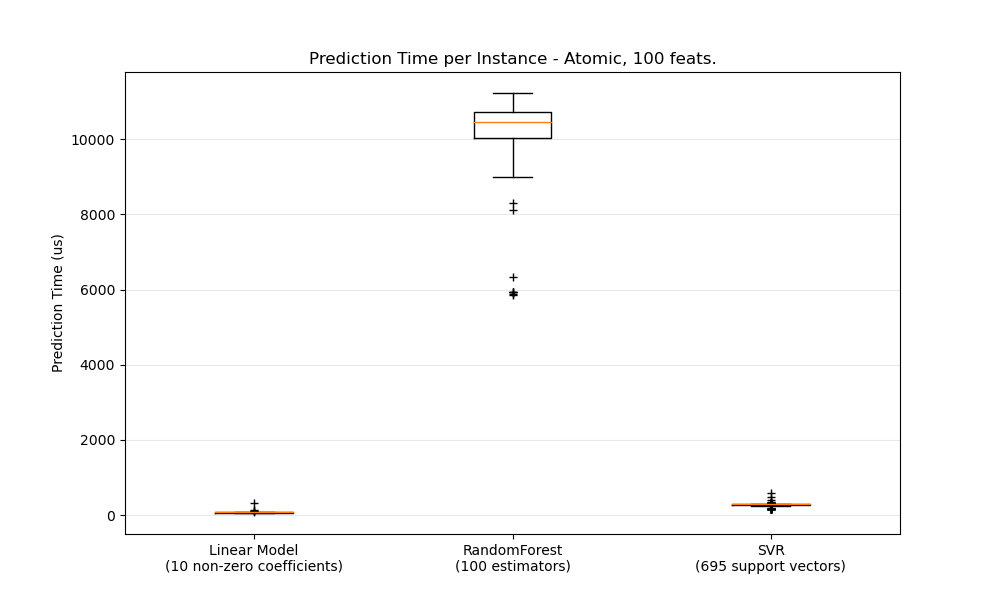 Prediction Time per Instance - Atomic, 100 feats.
Prediction Time (us)
10000
8000
6000
4000
2000
0
Linear Model
(10 non-zero coefficients)
RandomForest
(100 estimators)
SVR
(695 support vectors)